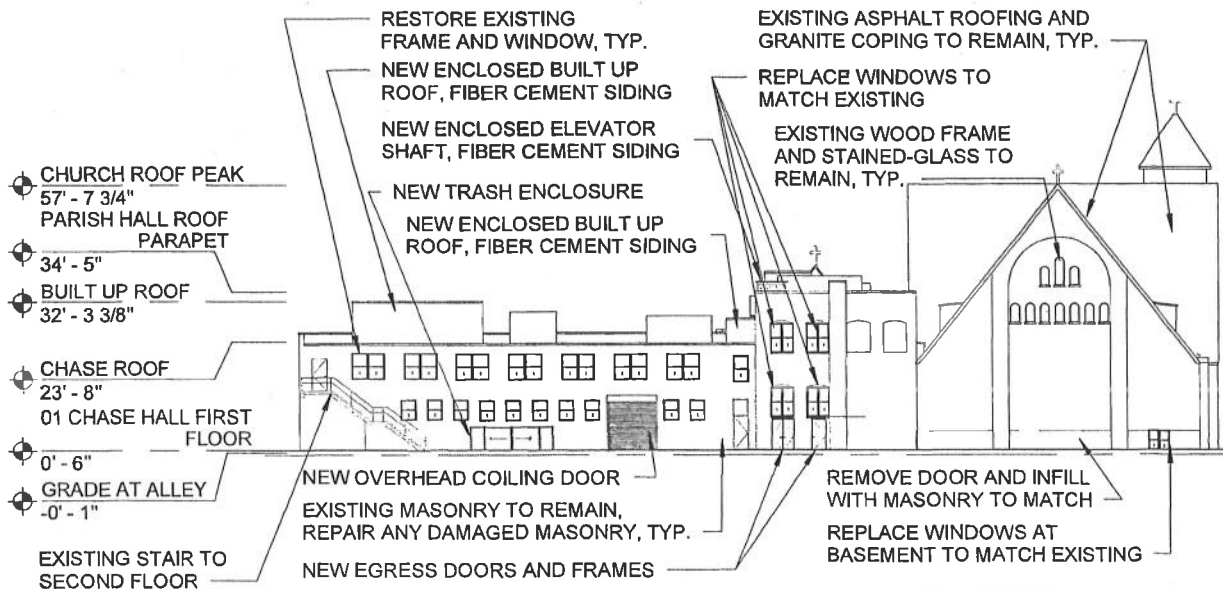 RESTORE EXISTING
FRAME AND WINDOW, TYP.
NEW ENCLOSED BUILT UP
ROOF, FIBER CEMENT SIDING
NEW ENCLOSED ELEVATOR
SHAFT, FIBER CEMENT SIDING
NEW TRASH ENCLOSURE
NEW ENCLOSED BUILT UP
ROOF, FIBER CEMENT SIDING
EXISTING ASPHALT ROOFING AND
GRANITE COPING TO REMAIN, TYP.
REPLACE WINDOWS TO
MATCH EXISTING
EXISTING WOOD FRAME
AND STAINED-GLASS TO
REMAIN, TYP.
CHURCH ROOF PEAK
57' - 7 3/4"
PARISH HALL ROOF
PARAPET
34' - 5"
BUILT UP ROOF
32' - 3 3/8"
CHASE ROOF
23' - 8"
01 CHASE HALL FIRST
FLOOR
0' - 6"
GRADE AT ALLEY
-0' - 1"
EXISTING STAIR TO
SECOND FLOOR
NEW OVERHEAD COILING DOOR
EXISTING MASONRY TO REMAIN,
REPAIR ANY DAMAGED MASONRY, TYP.
NEW EGRESS DOORS AND FRAMES
REMOVE DOOR AND INFILL
WITH MASONRY TO MATCH
REPLACE WINDOWS AT
BASEMENT TO MATCH EXISTING